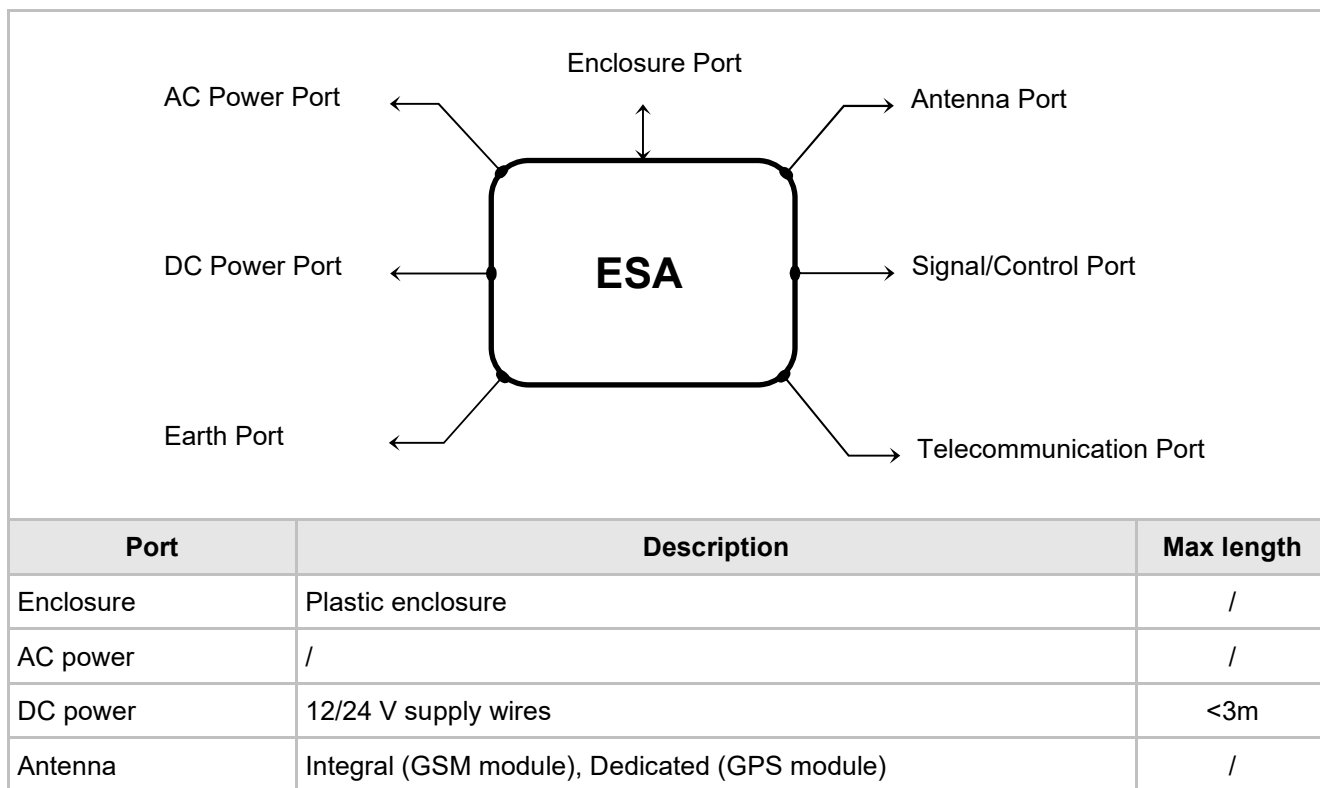 Enclosure Port
AC Power Port
Antenna Port
DC Power Port
ESA
Signal/Control Port
Earth Port
Telecommunication Port
Port Description Max length
Enclosure Plastic enclosure /
AC power / /
DC power 12/24 V supply wires <3m
Antenna Integral (GSM module), Dedicated (GPS module) /